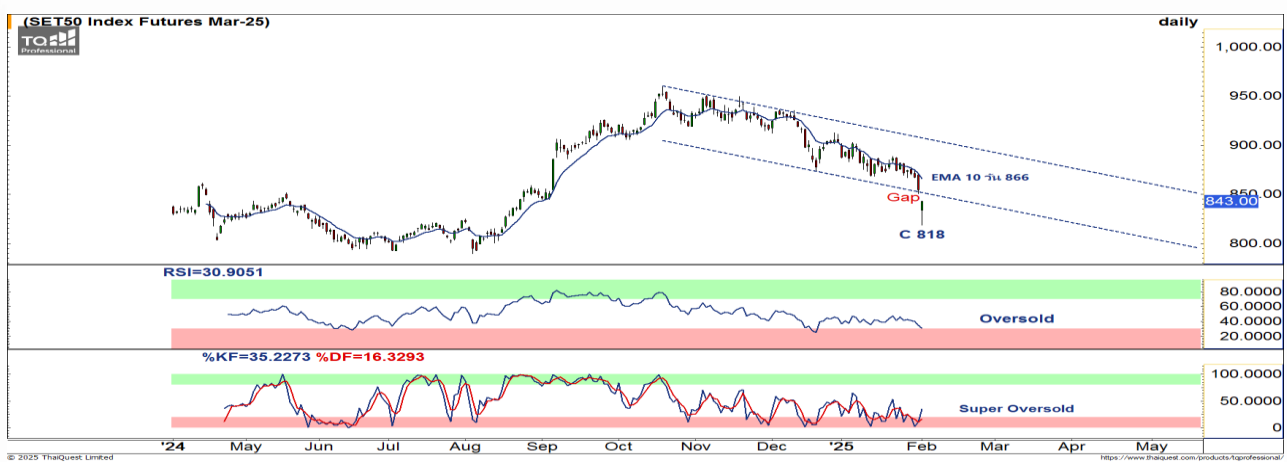 (SET50 Index Futures Mar-25) daily
TQ
Professional
1,000.00
950.00
900.00
EMA 10 วัน 866
850.00
Gap
843.00
C 818
800.00
RSI=30.9051
80.0000
60.0000
Oversold
40.0000
20.0000
%KF=35.2273 %DF=16.3293
100.0000
Super Oversold
50.0000
0
'24 May Jun Jul Aug Sep Oct Nov Dec '25 Feb Mar Apr May
© 2025 ThaiQuest Limited https://www.thaiquest.com/products/tqprofessional/